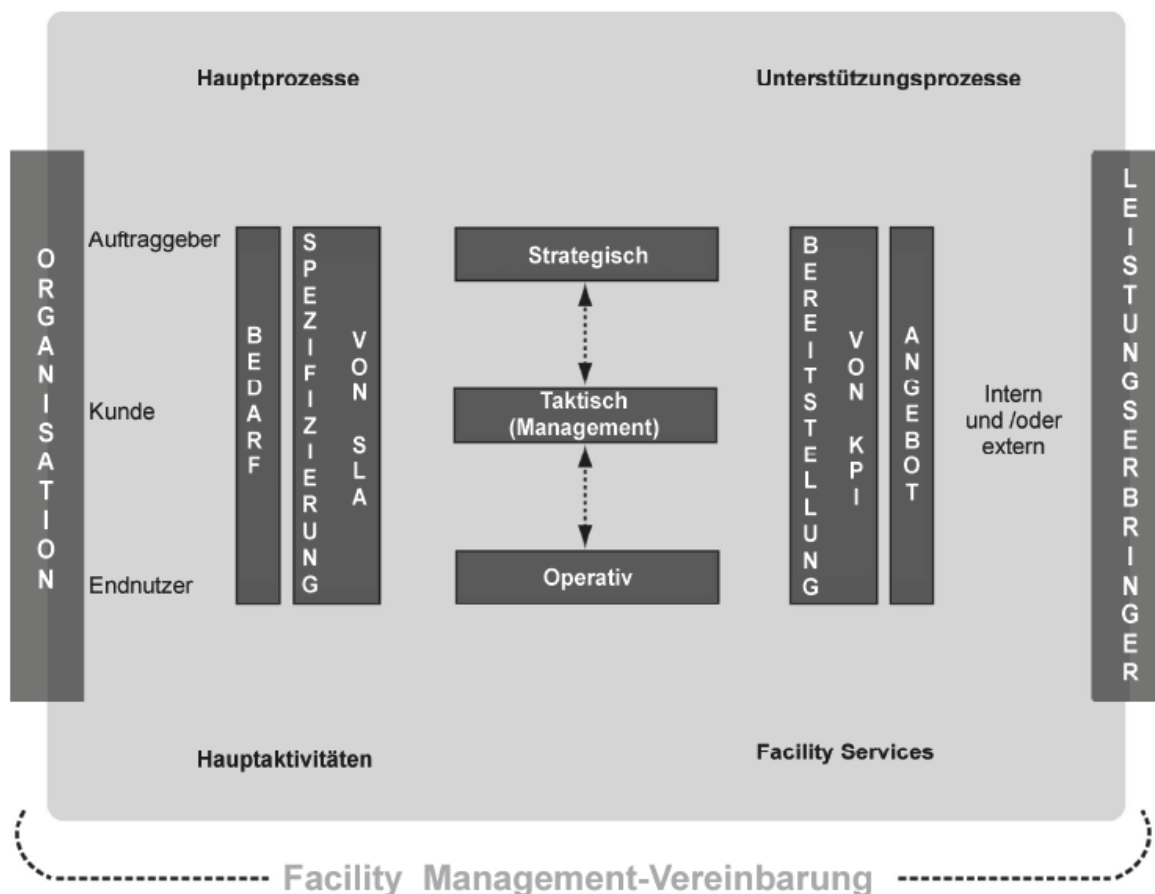 Hauptprozesse
Unterstützungsprozesse
ORGANISATION
Auftraggeber
Kunde
Endnutzer
BEDARF
SPEZIFIZIERUNG
VON SLA
Strategisch
Taktisch
(Management)
Operativ
BEREITSTELLLUNG
VON KPI
ANGEBOT
Intern
und /oder
extern
LEISTUNGSERBRINGER
Hauptaktivitäten
Facility Services
Facility Management-Vereinbarung